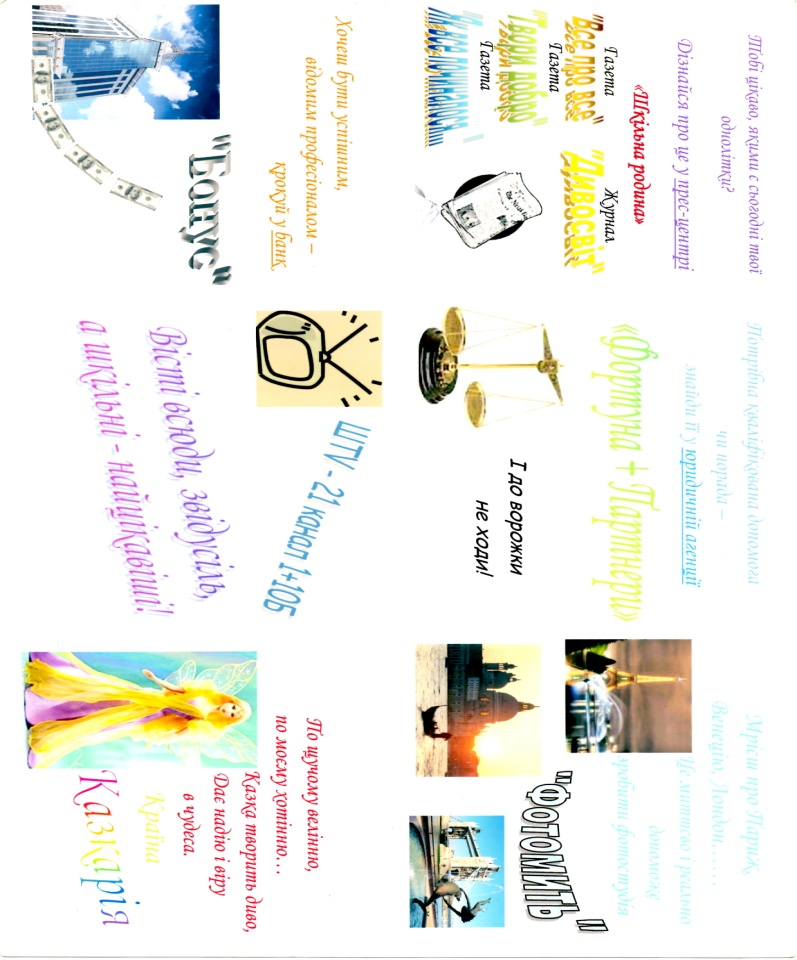 Тобі цікаво, якими є сьогодні твої
однолітки?
Дізнайся про це у прес-центрі
«Шкільна родина»
Газета
"Все про все"
Газета
"Твори добро"
Газета
Журнал
"Дивосвіт"
Хочеш бути успішним,
відомим професіоналом –
крокуй у банк
"Бонус"
Потрібна кваліфікована допомога
чи порада –
знайди її у юридичній агенції
«Фортуна + Партнери»
І до ворожки
не ходи!
ШТV - 21 канал 1+10Б
Вісті всюди, звідусіль,
а шкільні - найцікавіші!
Мрієш про Париж,
Венецію, Лондон……
Це миттєво і реально
допоможе
зробити фотостудія
"ФОТОМИТЬ"
По щучому велінню,
по моєму хотінню…
Казка творить диво,
Дає надію і віру
в чудеса.
Країна
Казкарія